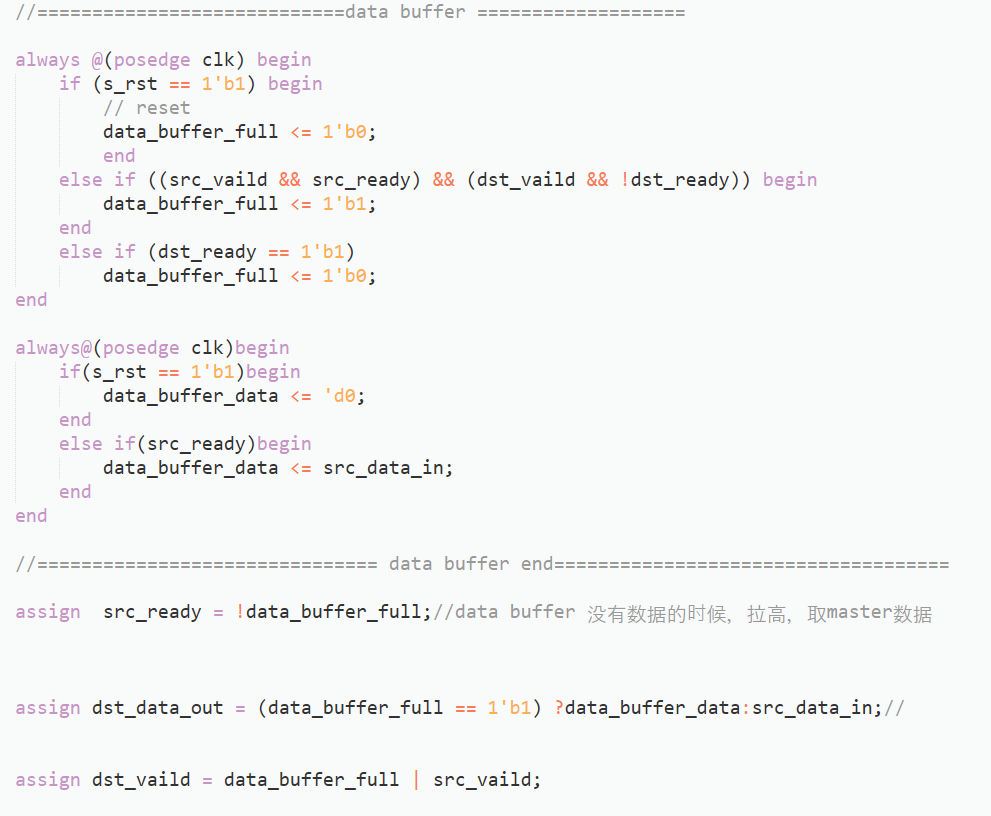 //============================data buffer ===================
always @(posedge clk) begin
    if (s_rst == 1'b1) begin
        // reset
        data_buffer_full <= 1'b0;
        end
    else if ((src_vaild && src_ready) && (dst_vaild && !dst_ready)) begin
        data_buffer_full <= 1'b1;
    end
    else if (dst_ready == 1'b1)
        data_buffer_full <= 1'b0;
end
always@(posedge clk)begin
    if(s_rst == 1'b1)begin
        data_buffer_data <= 'd0;
    end
    else if(src_ready)begin
        data_buffer_data <= src_data_in;
    end
end
//=============================== data buffer end====================================
assign  src_ready = !data_buffer_full;//data buffer 没有数据的时候, 拉高, 取master数据
assign dst_data_out = (data_buffer_full == 1'b1) ?data_buffer_data:src_data_in;//
assign dst_vaild = data_buffer_full | src_vaild;